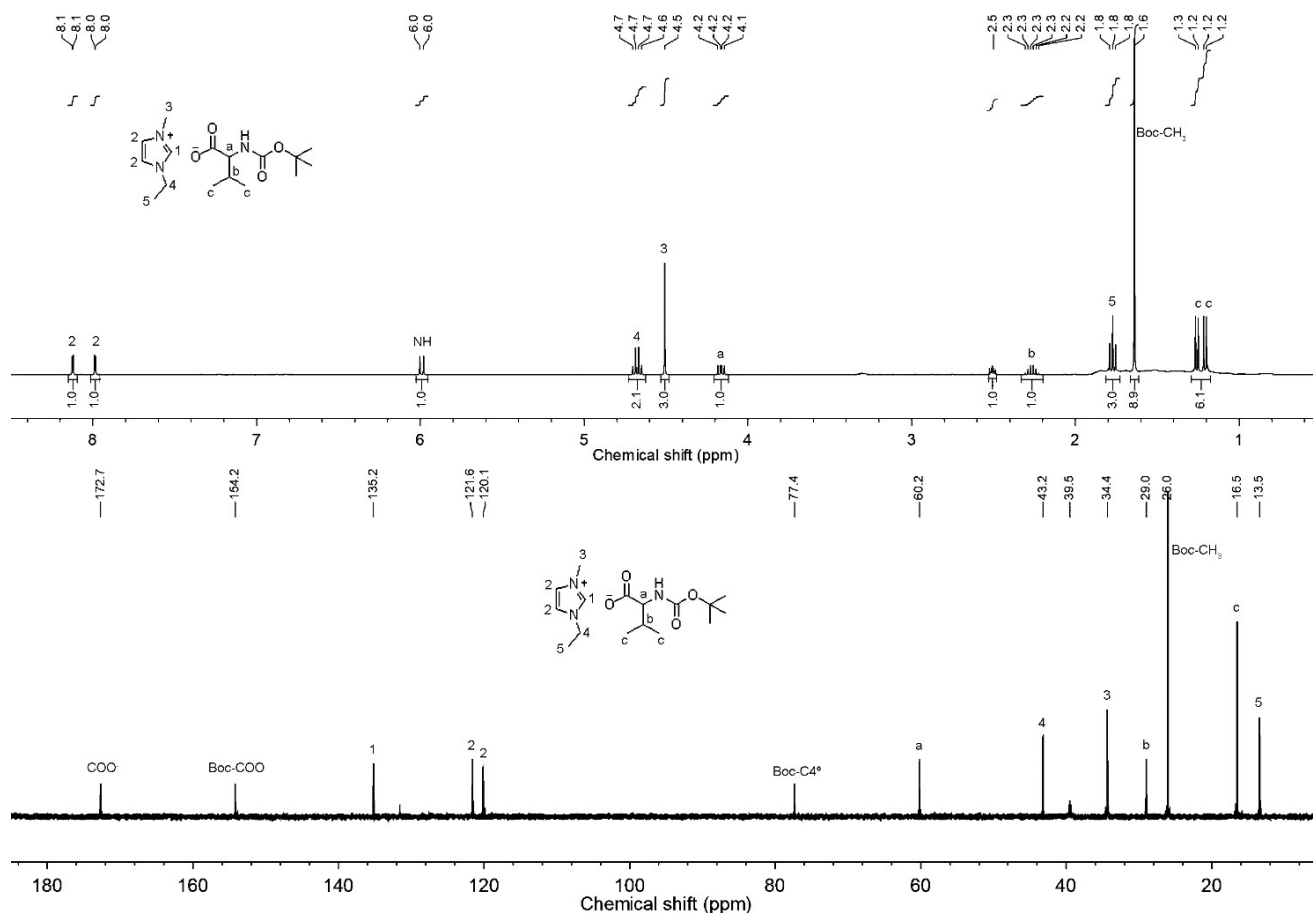 8.1 8.1 8.0 8.0 6.0 6.0 4.7 4.7 4.7 4.6 4.5 4.2 4.2 4.2 4.1 2.5 2.3 2.3 2.3 2.3 2.2 2.2 1.8 1.8 1.8 1.6 1.3 1.2 1.2 1.2
3
2 N + O a H N O
2 N 1 O - b O
4 c c
5
Boc-CH3
2 2 NH 4 3 a b 5 c c
1.0 1.0 1.0 2.1 3.0 1.0 1.0 1.0 3.0 8.9 6.1
8 7 6 5 4 3 2 1
Chemical shift (ppm)
172.7 154.2 135.2 121.6 120.1 77.4 60.2 43.2 39.5 34.4 29.0 26.0 16.5 13.5
3
2 N + O a H N O
2 N 1 O - b O
4 c c
5
Boc-CH3
COO- Boc-COO 1 2 2 Boc-C4º a 4 3 b c 5
180 160 140 120 100 80 60 40 20
Chemical shift (ppm)